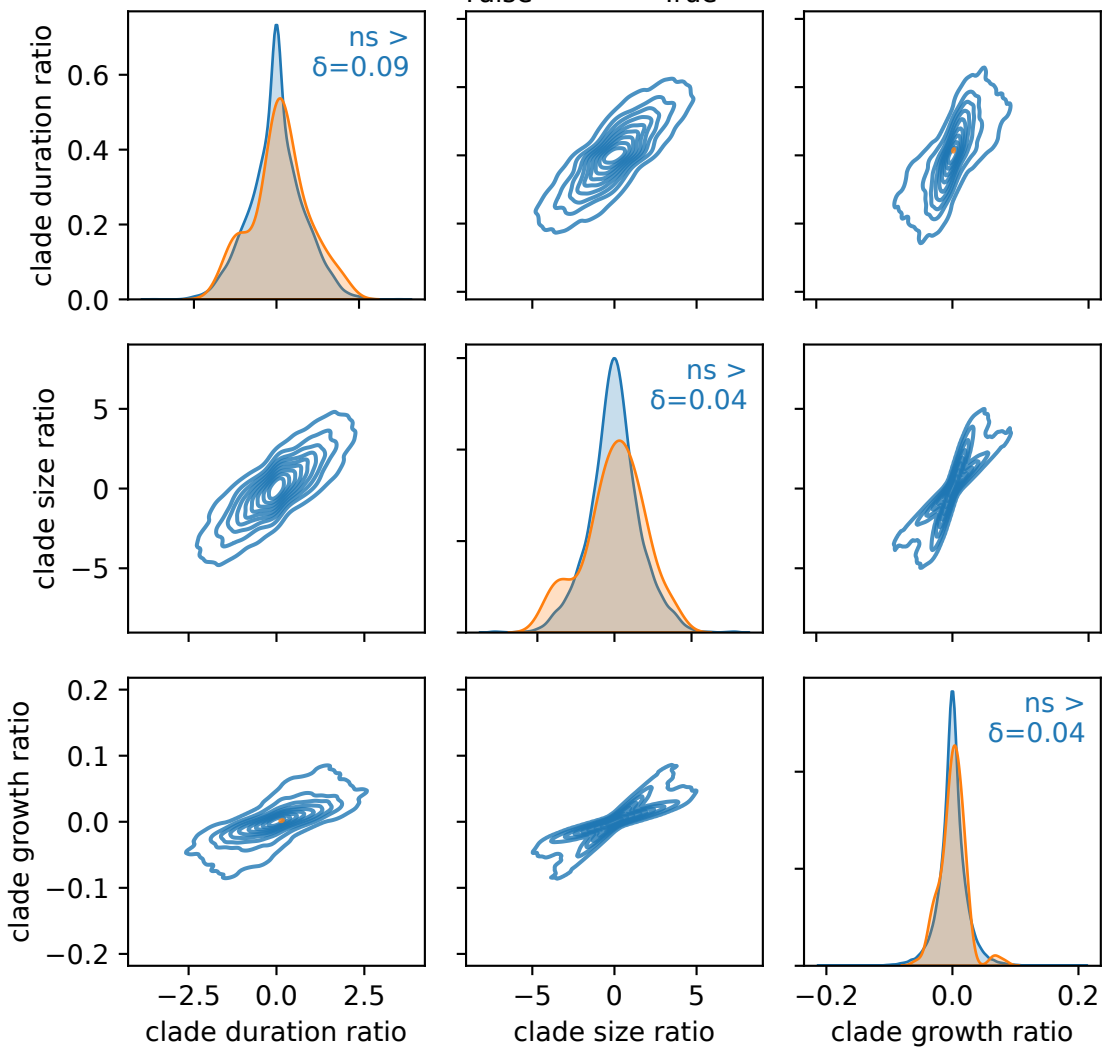 clade duration ratio
0.6
0.4
0.2
0.0
ns >
δ=0.09
clade size ratio
5
0
−5
ns >
δ=0.04
clade growth ratio
0.2
0.1
0.0
−0.1
−0.2
ns >
δ=0.04
−2.5 0.0 2.5
clade duration ratio
−5 0 5
clade size ratio
−0.2 0.0 0.2
clade growth ratio